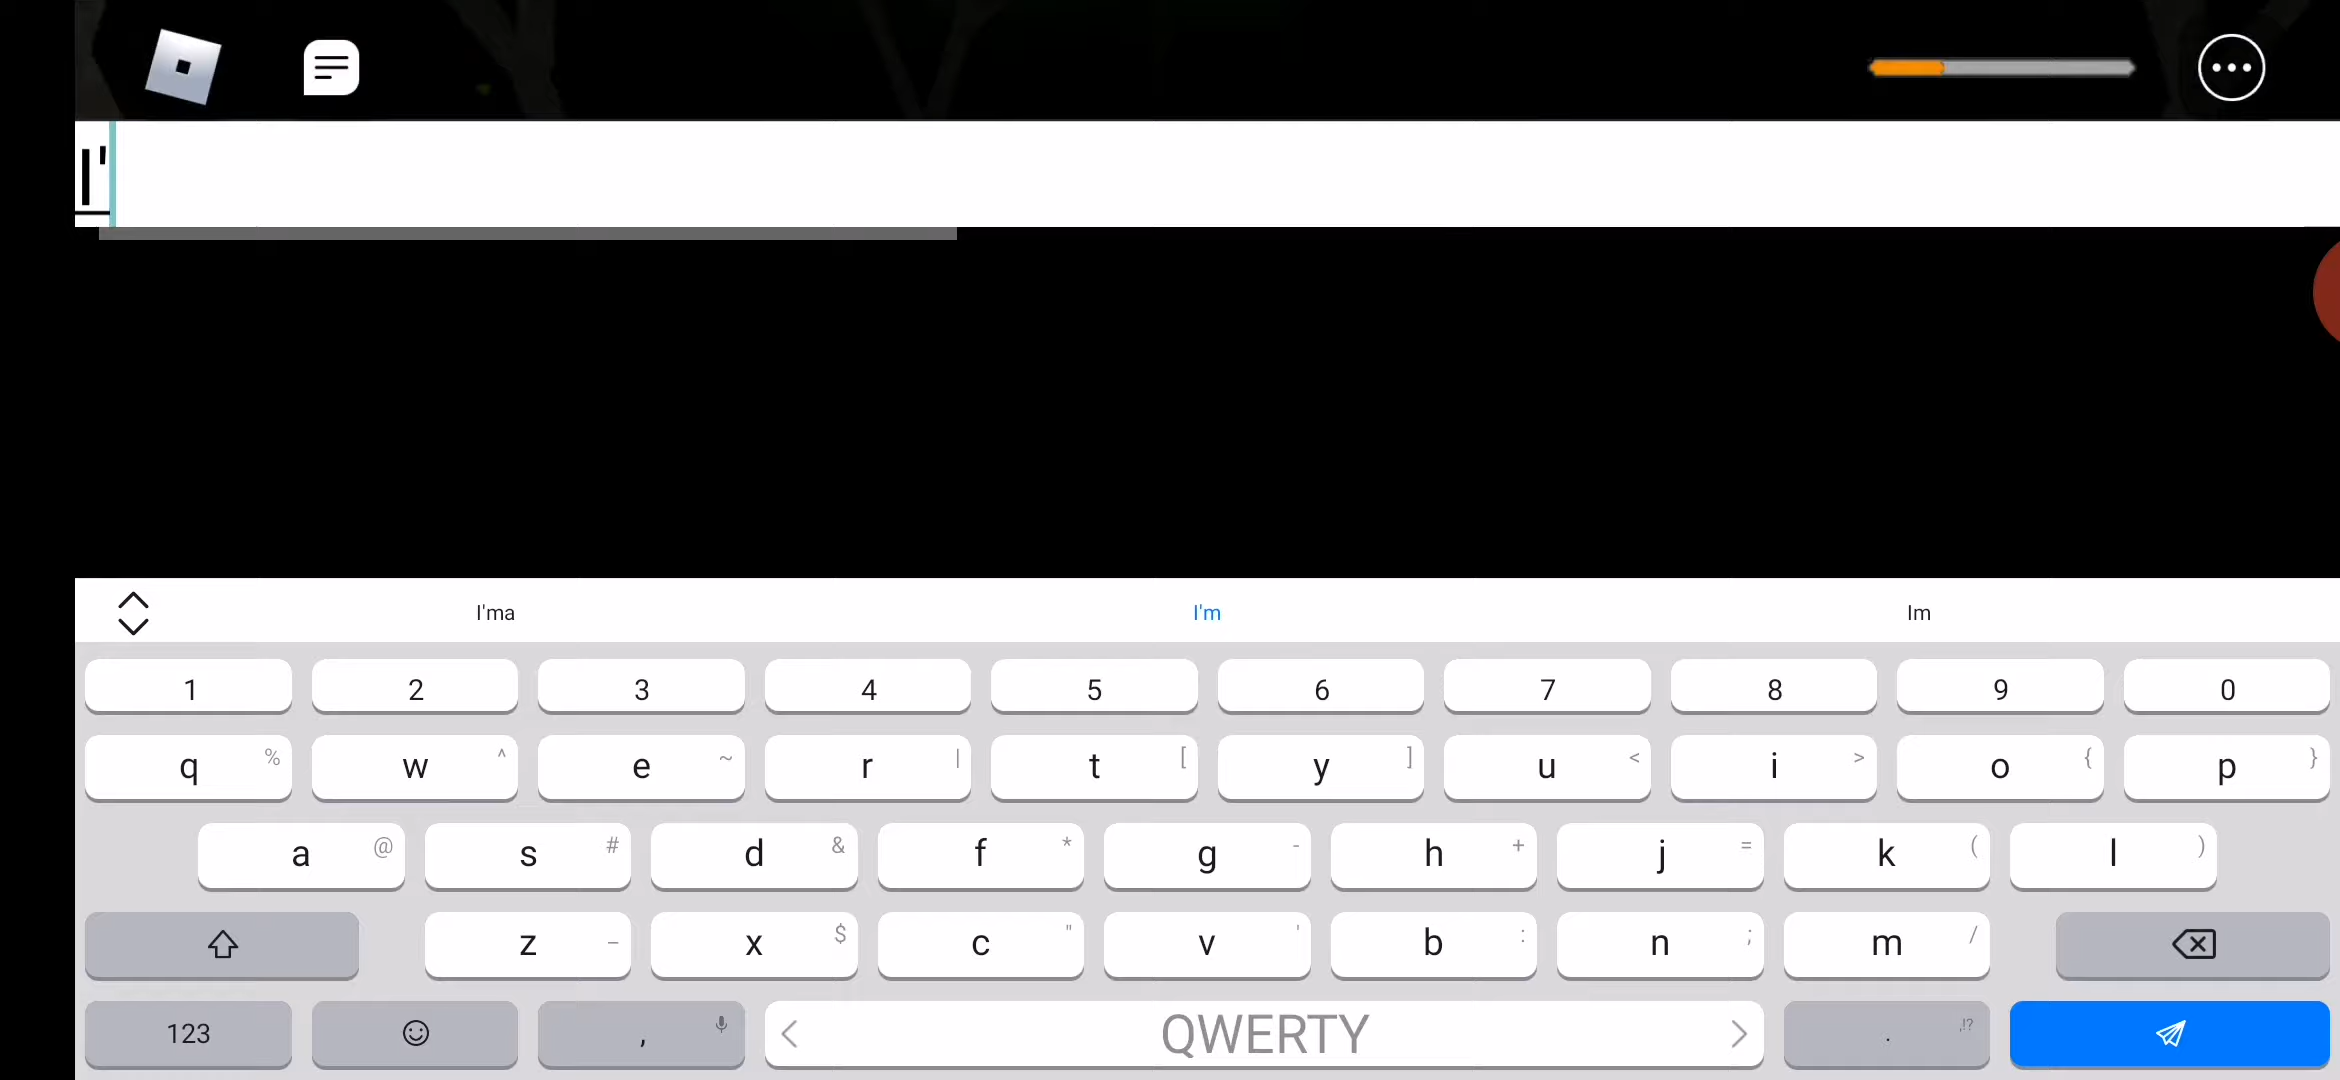 I'
I'ma I'm Im
1 2 3 4 5 6 7 8 9 0
q % w ^ e ~ r | t [ y ] u < i > o { p }
a @ s # d & f * g - h + j = k ( l )
z _ x $ c " v ' b : n ; m /
123 , QWERTY . ,!?